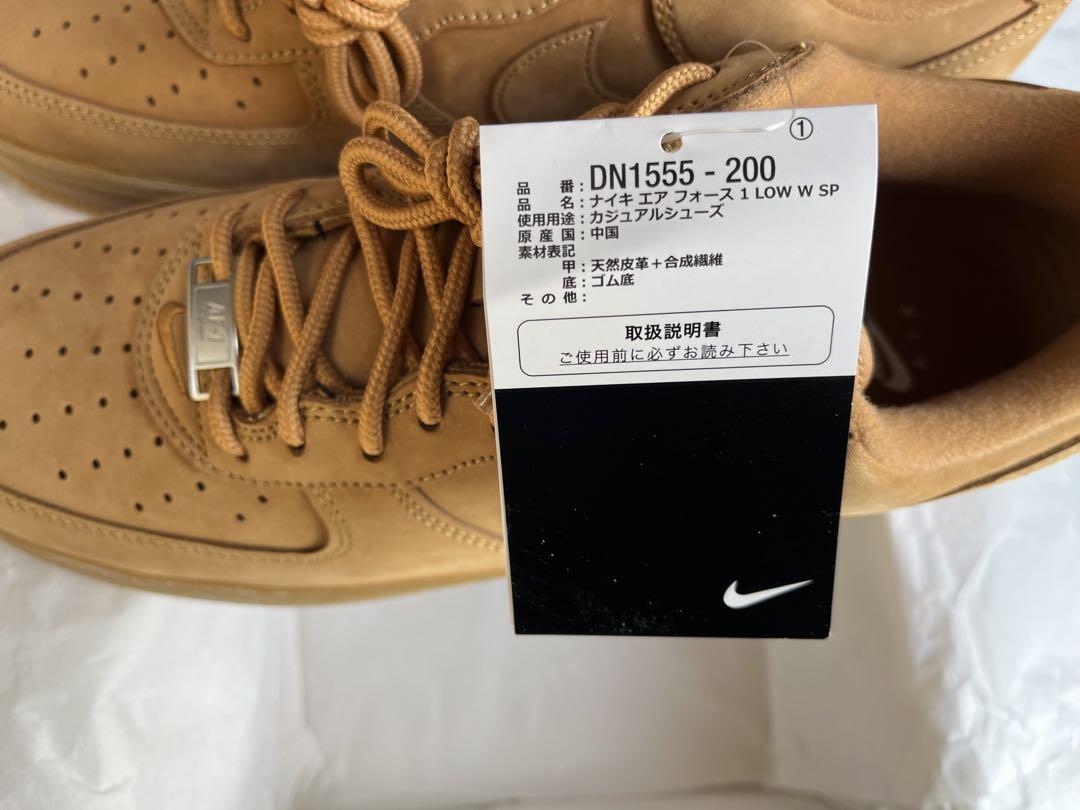 ①
品番：DN1555 - 200
品名：ナイキ エア フォース 1 LOW W SP
使用用途：カジュアルシューズ
原産国：中国
素材表記
甲：天然皮革＋合成繊維
底：ゴム底
その他：
取扱説明書
ご使用前に必ずお読み下さい
AF-1